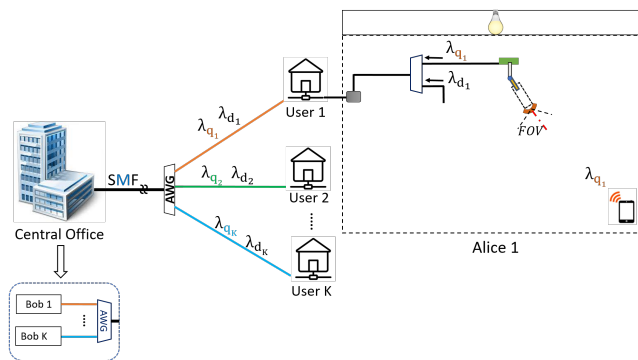 λq₁
λd₁
FOV
λq₁
Alice 1
User 1
λq₁ λd₁
SMF
AWG
λq₂ λd₂
User 2
λqK λdK
User K
Central Office
Bob 1
Bob K
AWG